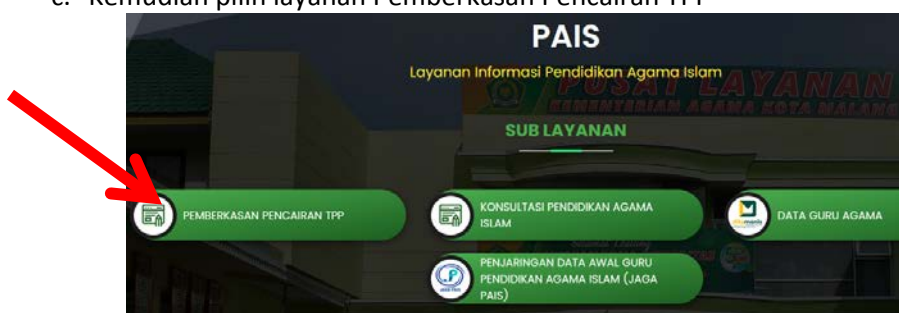 c. Kemudian pilih layanan Pemberkasan Pencairan TPP
PAIS
Layanan Informasi Pendidikan Agama Islam
PUSAT LAYANAN
KEMENTERIAN AGAMA KOTA MALANG
SUB LAYANAN
PEMBERKASAN PENCAIRAN TPP
KONSULTASI PENDIDIKAN AGAMA
ISLAM
DATA GURU AGAMA
PENJARINGAN DATA AWAL GURU
PENDIDIKAN AGAMA ISLAM (JAGA
PAIS)